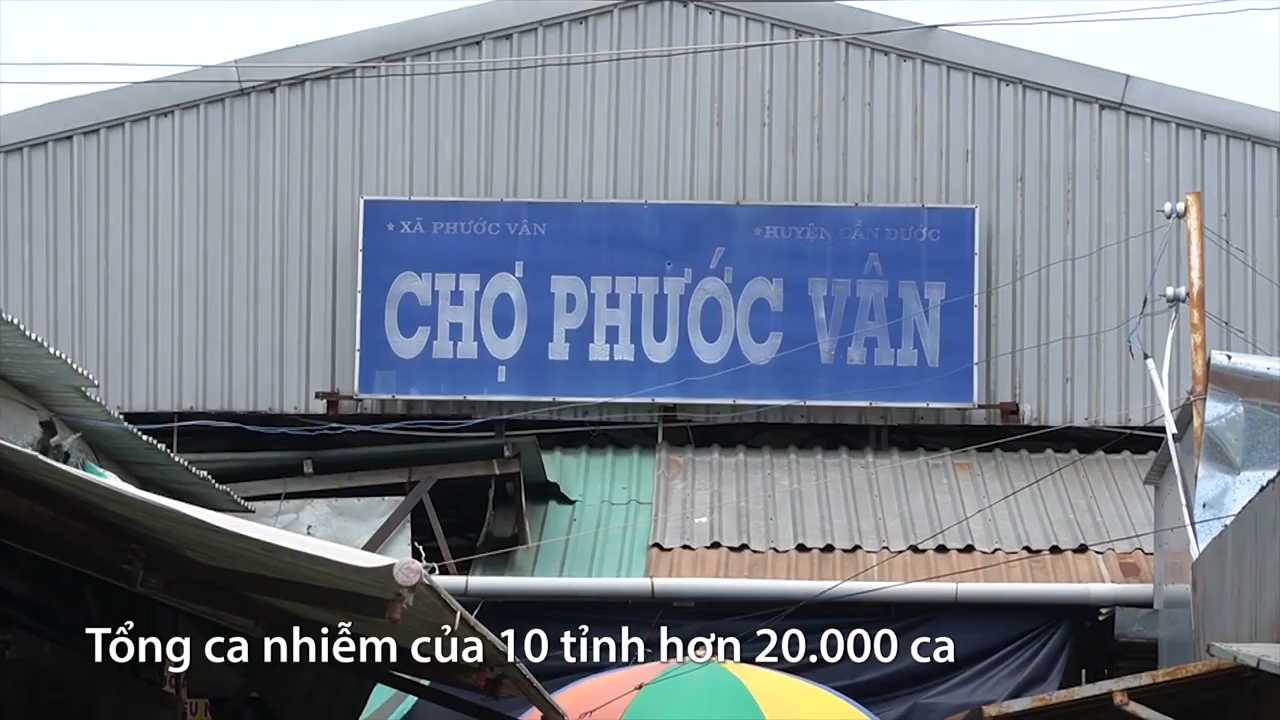 ★ XÃ PHƯỚC VÂN ★ HUYỆN CẦN ĐƯỚC
CHỢ PHƯỚC VÂN
Tổng ca nhiễm của 10 tỉnh hơn 20.000 ca